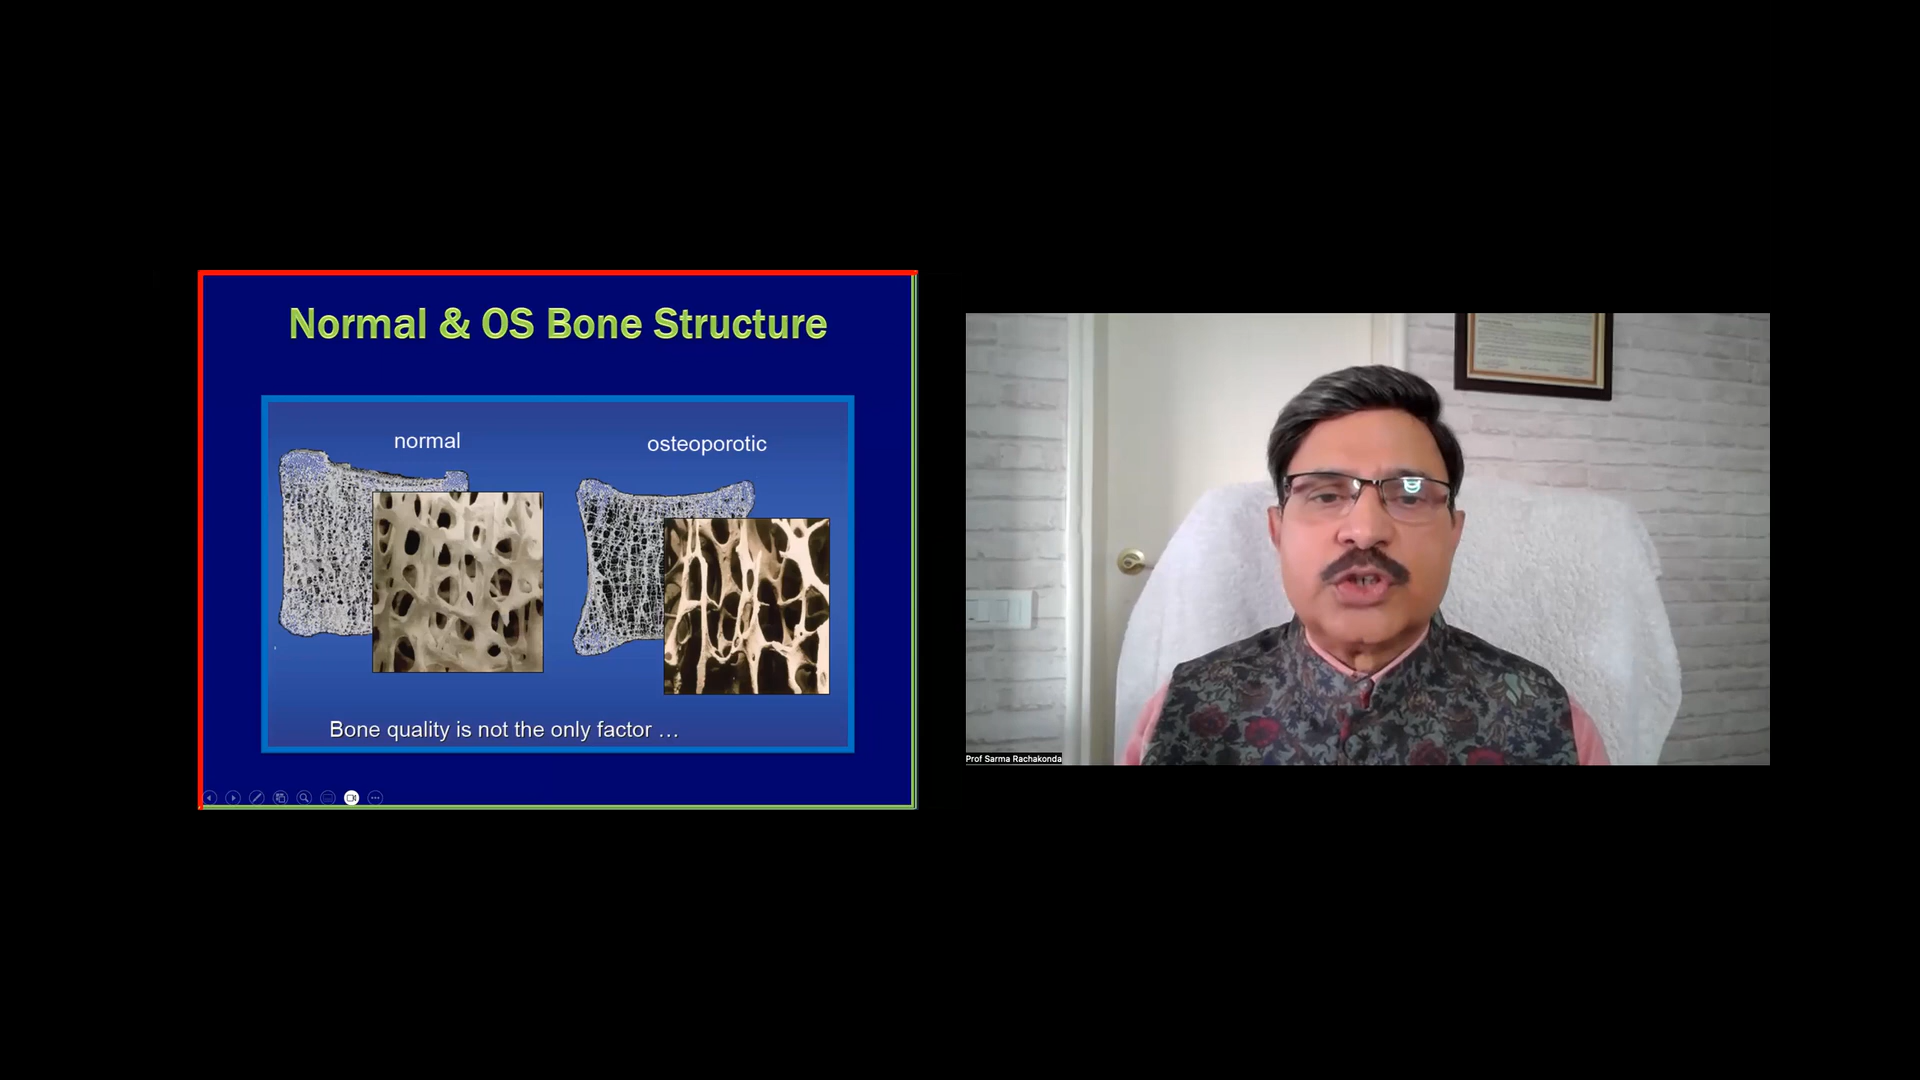 Normal & OS Bone Structure
normal
osteoporotic
Bone quality is not the only factor …
Prof Sarma Rachakonda